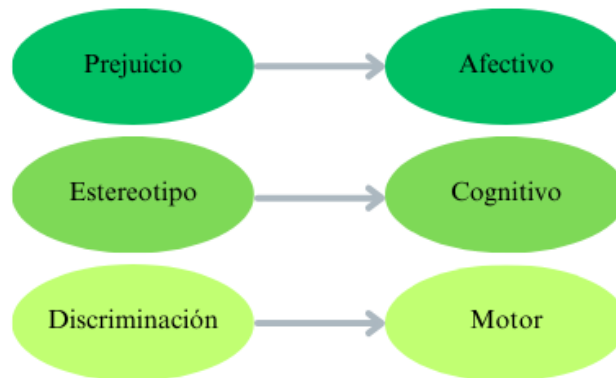 Prejuicio
Afectivo
Estereotipo
Cognitivo
Discriminación
Motor